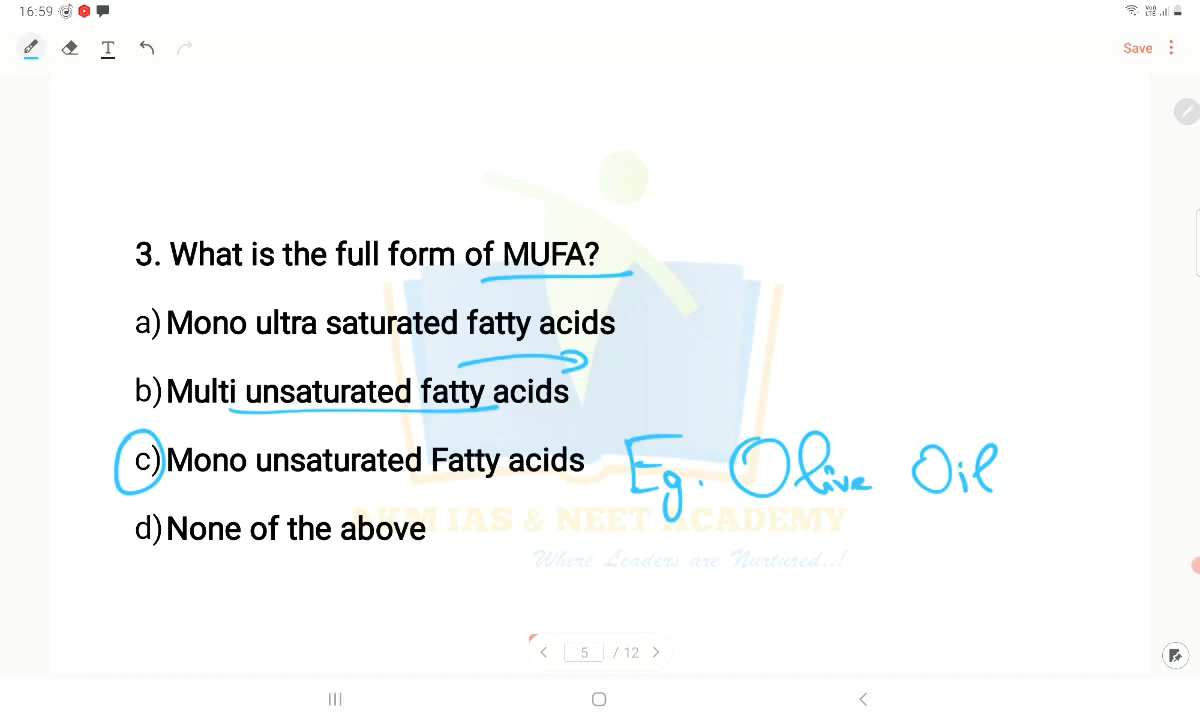 16:59 Vo) LTE
T Save
3. What is the full form of MUFA?
a) Mono ultra saturated fatty acids
b) Multi unsaturated fatty acids
c) Mono unsaturated Fatty acids Eg. Olive Oil
d) None of the above
IAS & NEET ACADEMY
Where Leaders are Nurtured..!
5 / 12